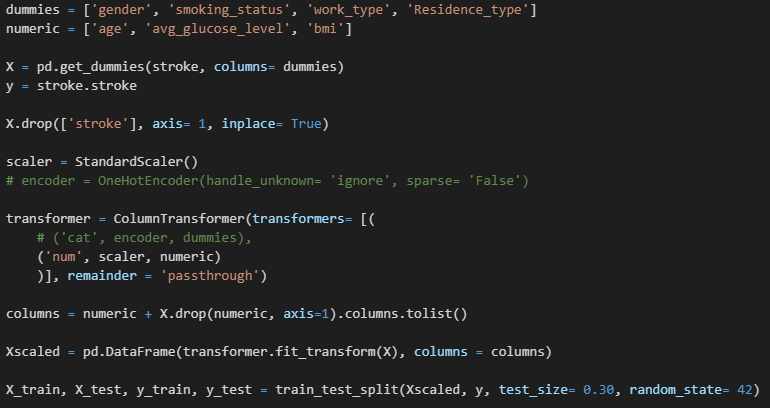 dummies = ['gender', 'smoking_status', 'work_type', 'Residence_type']
numeric = ['age', 'avg_glucose_level', 'bmi']
X = pd.get_dummies(stroke, columns= dummies)
y = stroke.stroke
X.drop(['stroke'], axis= 1, inplace= True)
scaler = StandardScaler()
# encoder = OneHotEncoder(handle_unknown= 'ignore', sparse= 'False')
transformer = ColumnTransformer(transformers= [(
    # ('cat', encoder, dummies),
    ('num', scaler, numeric)
    )], remainder = 'passthrough')
columns = numeric + X.drop(numeric, axis=1).columns.tolist()
Xscaled = pd.DataFrame(transformer.fit_transform(X), columns = columns)
X_train, X_test, y_train, y_test = train_test_split(Xscaled, y, test_size= 0.30, random_state= 42)